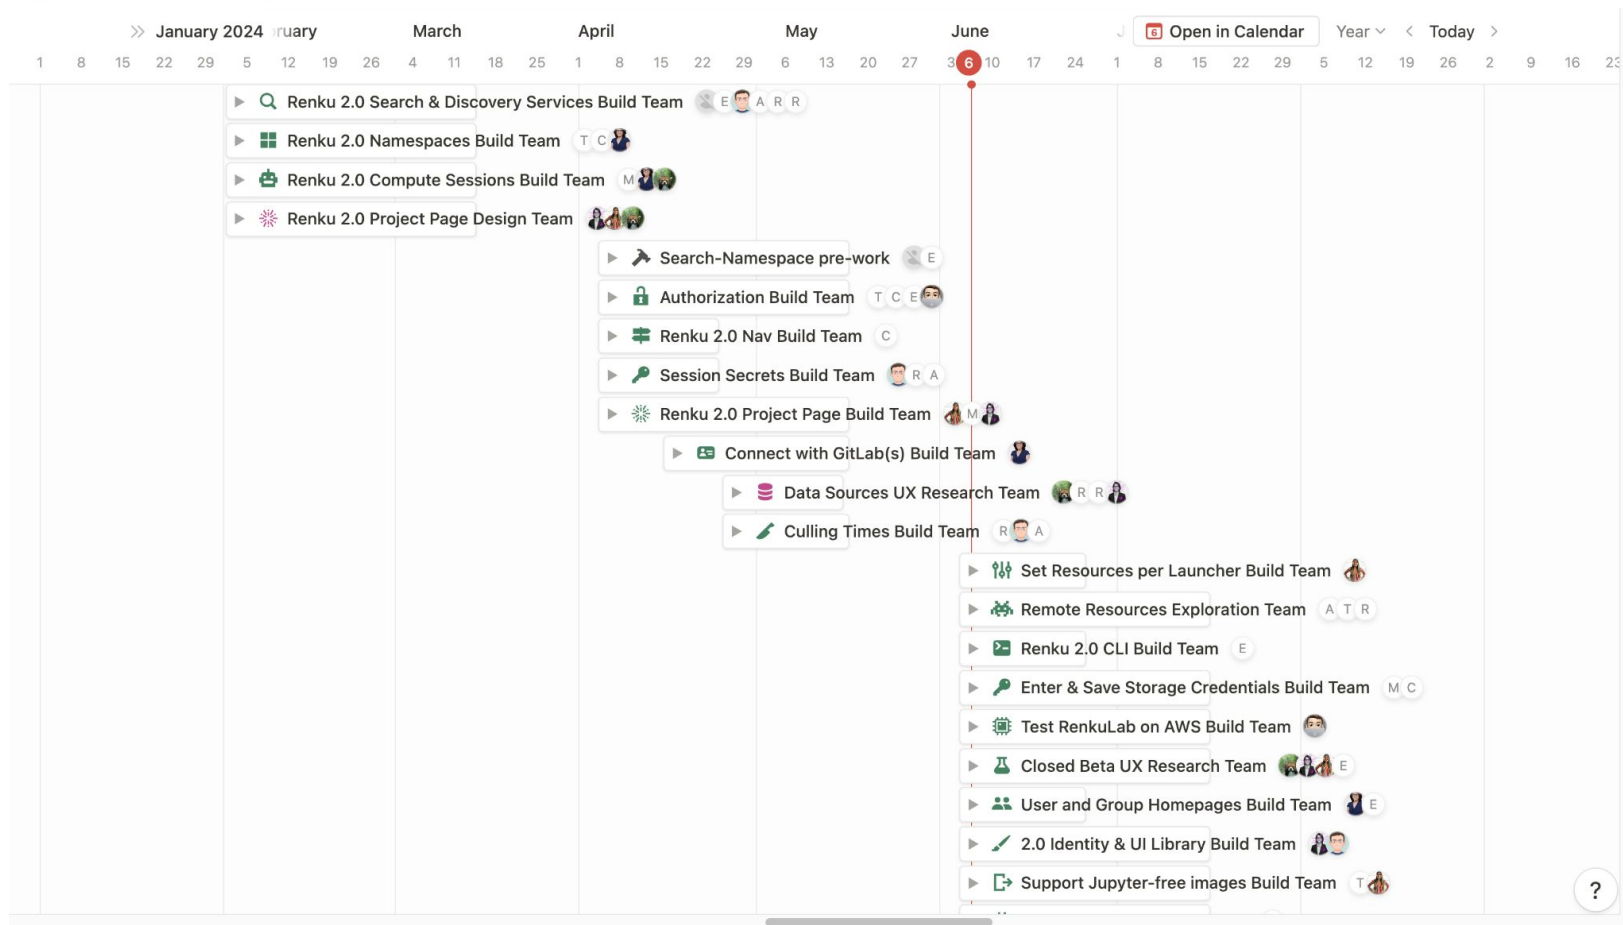 January 2024 ruary March April May June J 6 Open in Calendar Year Today
1 8 15 22 29 5 12 19 26 4 11 18 25 1 8 15 22 29 6 13 20 27 3 6 10 17 24 1 8 15 22 29 5 12 19 26 2 9 16 23
Renku 2.0 Search & Discovery Services Build Team E A R R
Renku 2.0 Namespaces Build Team T C
Renku 2.0 Compute Sessions Build Team M
Renku 2.0 Project Page Design Team
Search-Namespace pre-work E
Authorization Build Team T C E
Renku 2.0 Nav Build Team C
Session Secrets Build Team R A
Renku 2.0 Project Page Build Team M
Connect with GitLab(s) Build Team
Data Sources UX Research Team R R
Culling Times Build Team R A
Set Resources per Launcher Build Team
Remote Resources Exploration Team A T R
Renku 2.0 CLI Build Team E
Enter & Save Storage Credentials Build Team M C
Test RenkuLab on AWS Build Team
Closed Beta UX Research Team E
User and Group Homepages Build Team E
2.0 Identity & UI Library Build Team
Support Jupyter-free images Build Team T
?